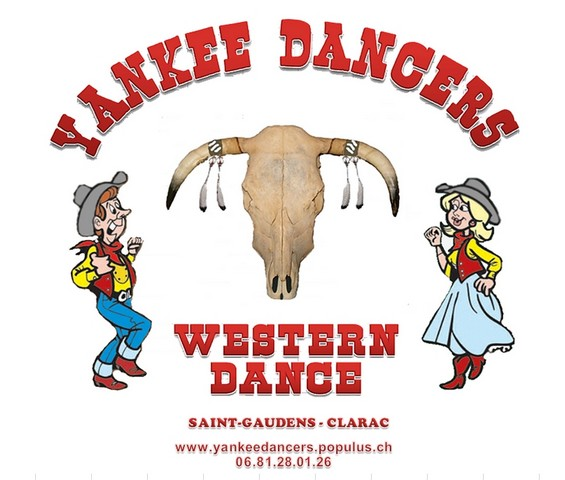 YANKEE DANCERS
WESTERN
DANCE
SAINT-GAUDENS - CLARAC
www.yankeedancers.populus.ch
06.81.28.01.26